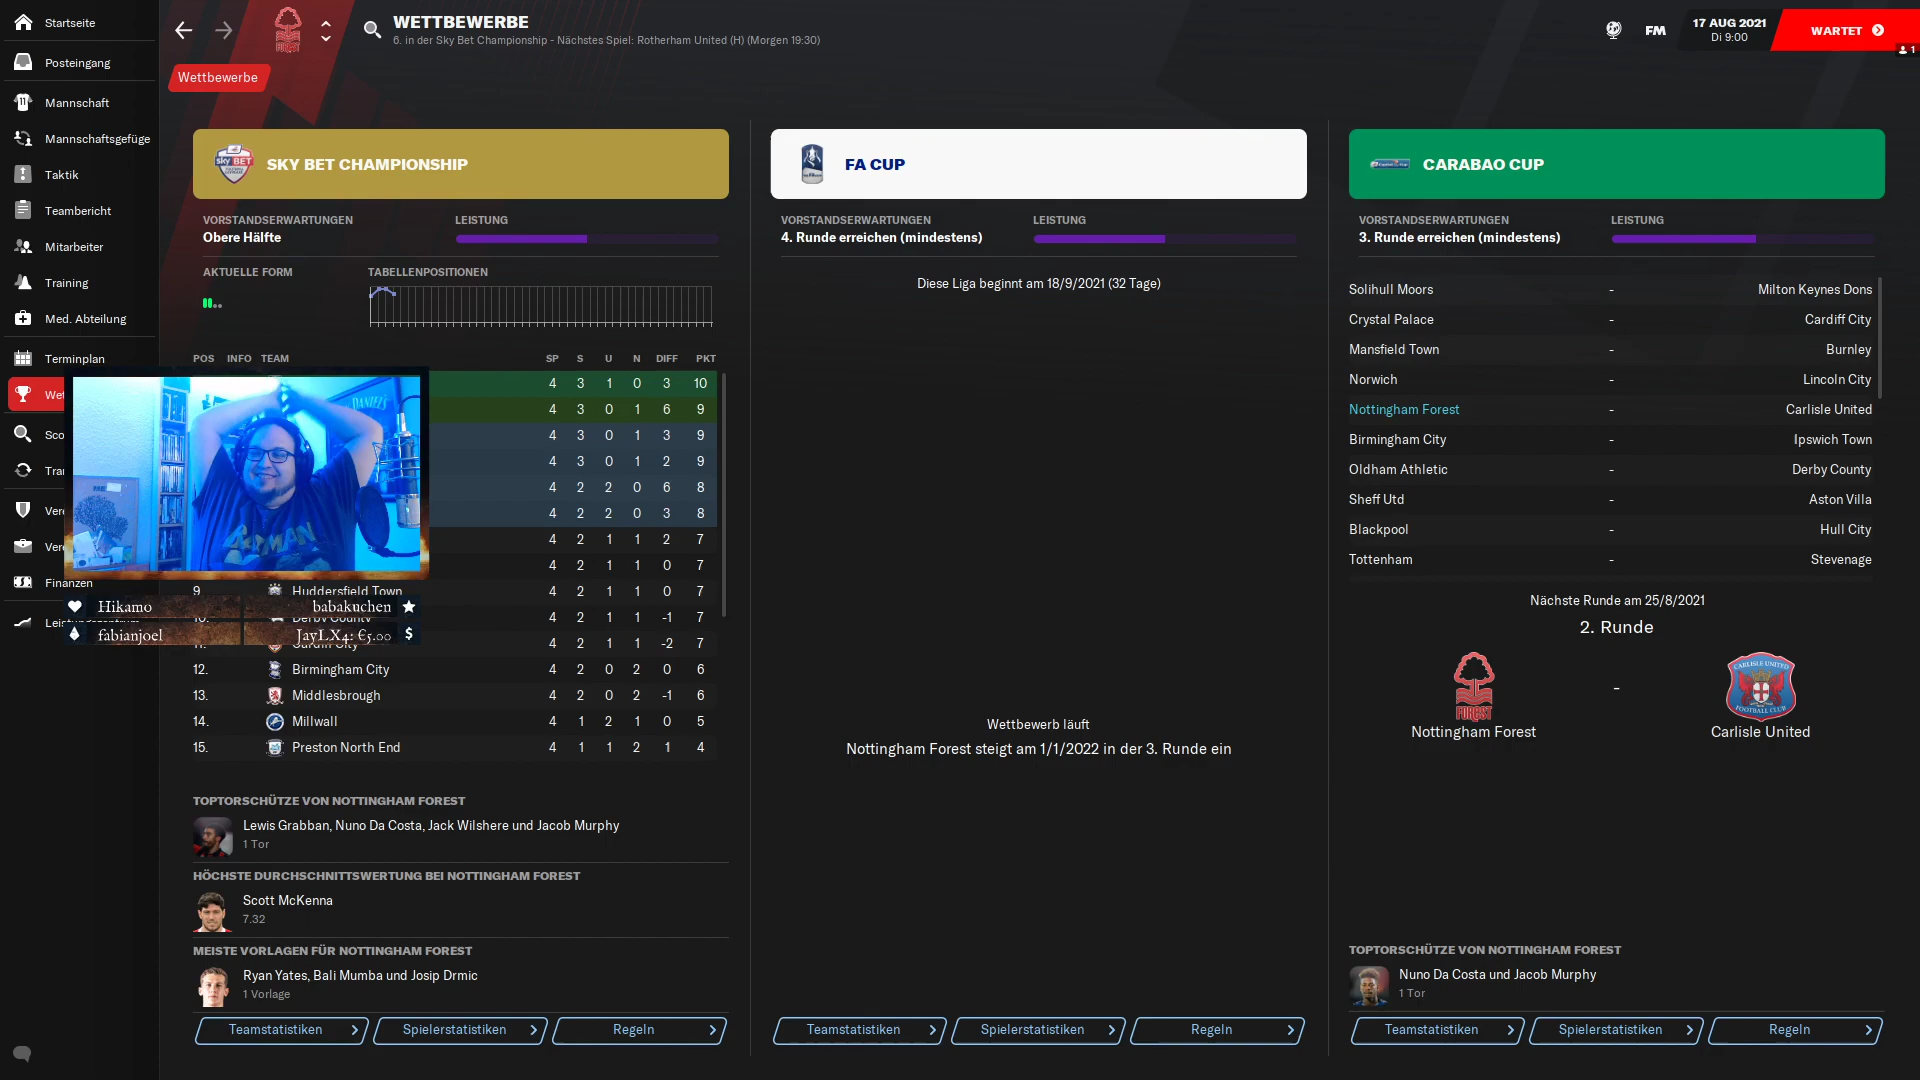 Startseite
Posteingang
Mannschaft
Mannschaftsgefüge
Taktik
Teambericht
Mitarbeiter
Training
Med. Abteilung
Terminplan
Finanzen
WETTBEWERBE
6. in der Sky Bet Championship - Nächstes Spiel: Rotherham United (H) (Morgen 19:30)
FM
17 AUG 2021
Di 9:00
WARTET
1
Wettbewerbe
SKY BET CHAMPIONSHIP
VORSTANDSERWARTUNGEN LEISTUNG
Obere Hälfte
AKTUELLE FORM TABELLENPOSITIONEN
POS INFO TEAM SP S U N DIFF PKT
4 3 1 0 3 10
4 3 0 1 6 9
4 3 0 1 3 9
4 3 0 1 2 9
4 2 2 0 6 8
4 2 2 0 3 8
4 2 1 1 2 7
4 2 1 1 0 7
9 Huddersfield Town 4 2 1 1 0 7
10. Derby County 4 2 1 1 -1 7
11. Cardiff City 4 2 1 1 -2 7
12. Birmingham City 4 2 0 2 0 6
13. Middlesbrough 4 2 0 2 -1 6
14. Millwall 4 1 2 1 0 5
15. Preston North End 4 1 1 2 1 4
Hikamo babakuchen
fabianjoel JayLX4: €5.00
TOPTORSCHÜTZE VON NOTTINGHAM FOREST
Lewis Grabban, Nuno Da Costa, Jack Wilshere und Jacob Murphy
1 Tor
HÖCHSTE DURCHSCHNITTSWERTUNG BEI NOTTINGHAM FOREST
Scott McKenna
7.32
MEISTE VORLAGEN FÜR NOTTINGHAM FOREST
Ryan Yates, Bali Mumba und Josip Drmic
1 Vorlage
Teamstatistiken Spielerstatistiken Regeln
FA CUP
VORSTANDSERWARTUNGEN LEISTUNG
4. Runde erreichen (mindestens)
Diese Liga beginnt am 18/9/2021 (32 Tage)
Wettbewerb läuft
Nottingham Forest steigt am 1/1/2022 in der 3. Runde ein
Teamstatistiken Spielerstatistiken Regeln
CARABAO CUP
VORSTANDSERWARTUNGEN LEISTUNG
3. Runde erreichen (mindestens)
Solihull Moors - Milton Keynes Dons
Crystal Palace - Cardiff City
Mansfield Town - Burnley
Norwich - Lincoln City
Nottingham Forest - Carlisle United
Birmingham City - Ipswich Town
Oldham Athletic - Derby County
Sheff Utd - Aston Villa
Blackpool - Hull City
Tottenham - Stevenage
Nächste Runde am 25/8/2021
2. Runde
FOREST
CARLISLE UNITED
FOOTBALL CLUB
-
Nottingham Forest Carlisle United
TOPTORSCHÜTZE VON NOTTINGHAM FOREST
Nuno Da Costa und Jacob Murphy
1 Tor
Teamstatistiken Spielerstatistiken Regeln